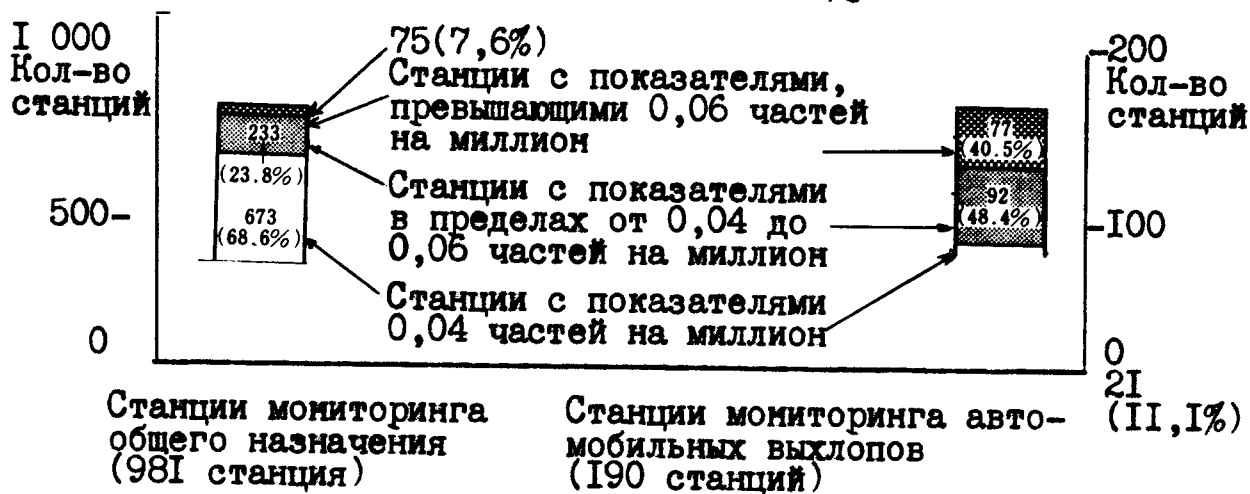 I 000
Кол-во
станций
500-
0
233
(23.8%)
673
(68.6%)
75(7,6%)
Станции с показателями,
превышающими 0,06 частей
на миллион
Станции с показателями
в пределах от 0,04 до
0,06 частей на миллион
Станции с показателями
0,04 частей на миллион
77
(40.5%)
92
(48.4%)
-200
Кол-во
станций
-I00
0
2I
(II,I%)
Станции мониторинга
общего назначения
(98I станция)
Станции мониторинга авто-
мобильных выхлопов
(I90 станций)